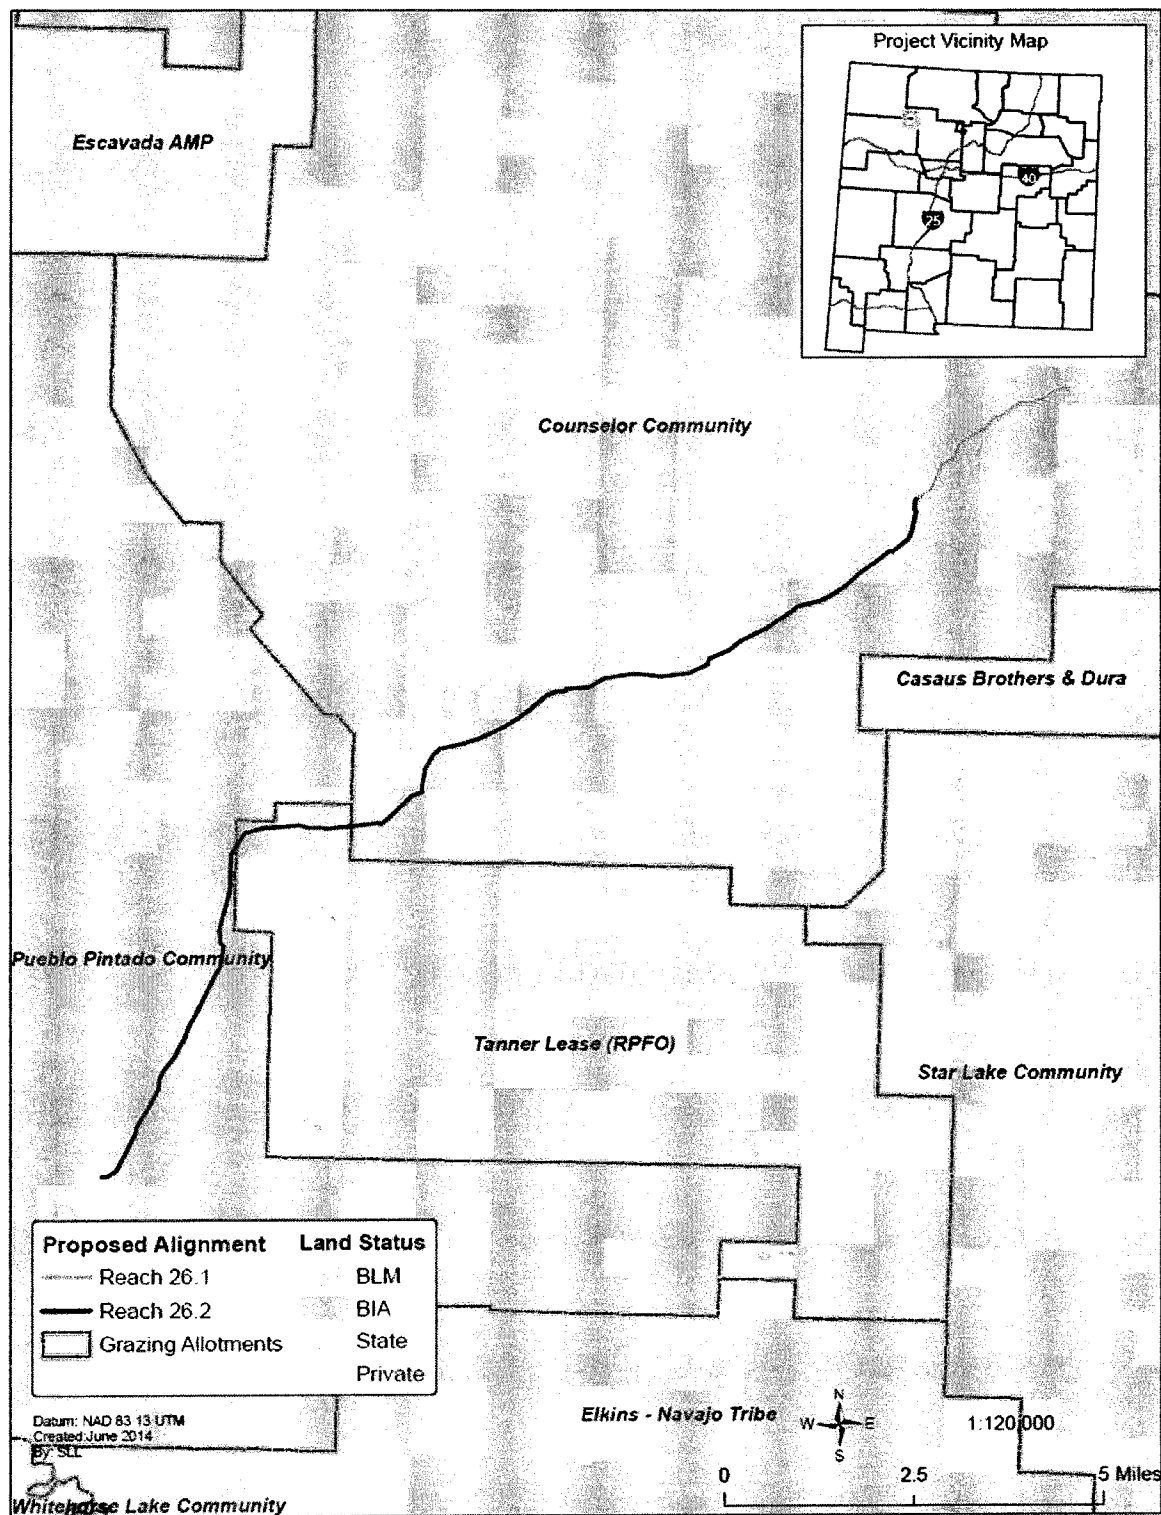 Project Vicinity Map
40
25
Escavada AMP
Counselor Community
Casaus Brothers & Dura
Pueblo Pintado Community
Tanner Lease (RPFO)
Star Lake Community
Proposed Alignment
Reach 26.1
Reach 26.2
Grazing Allotments
Land Status
BLM
BIA
State
Private
Datum: NAD 83 13 UTM
Created:June 2014
By: SLL
Elkins - Navajo Tribe
N
W E
S
1:120,000
0 2.5 5 Miles
Whitehorse Lake Community